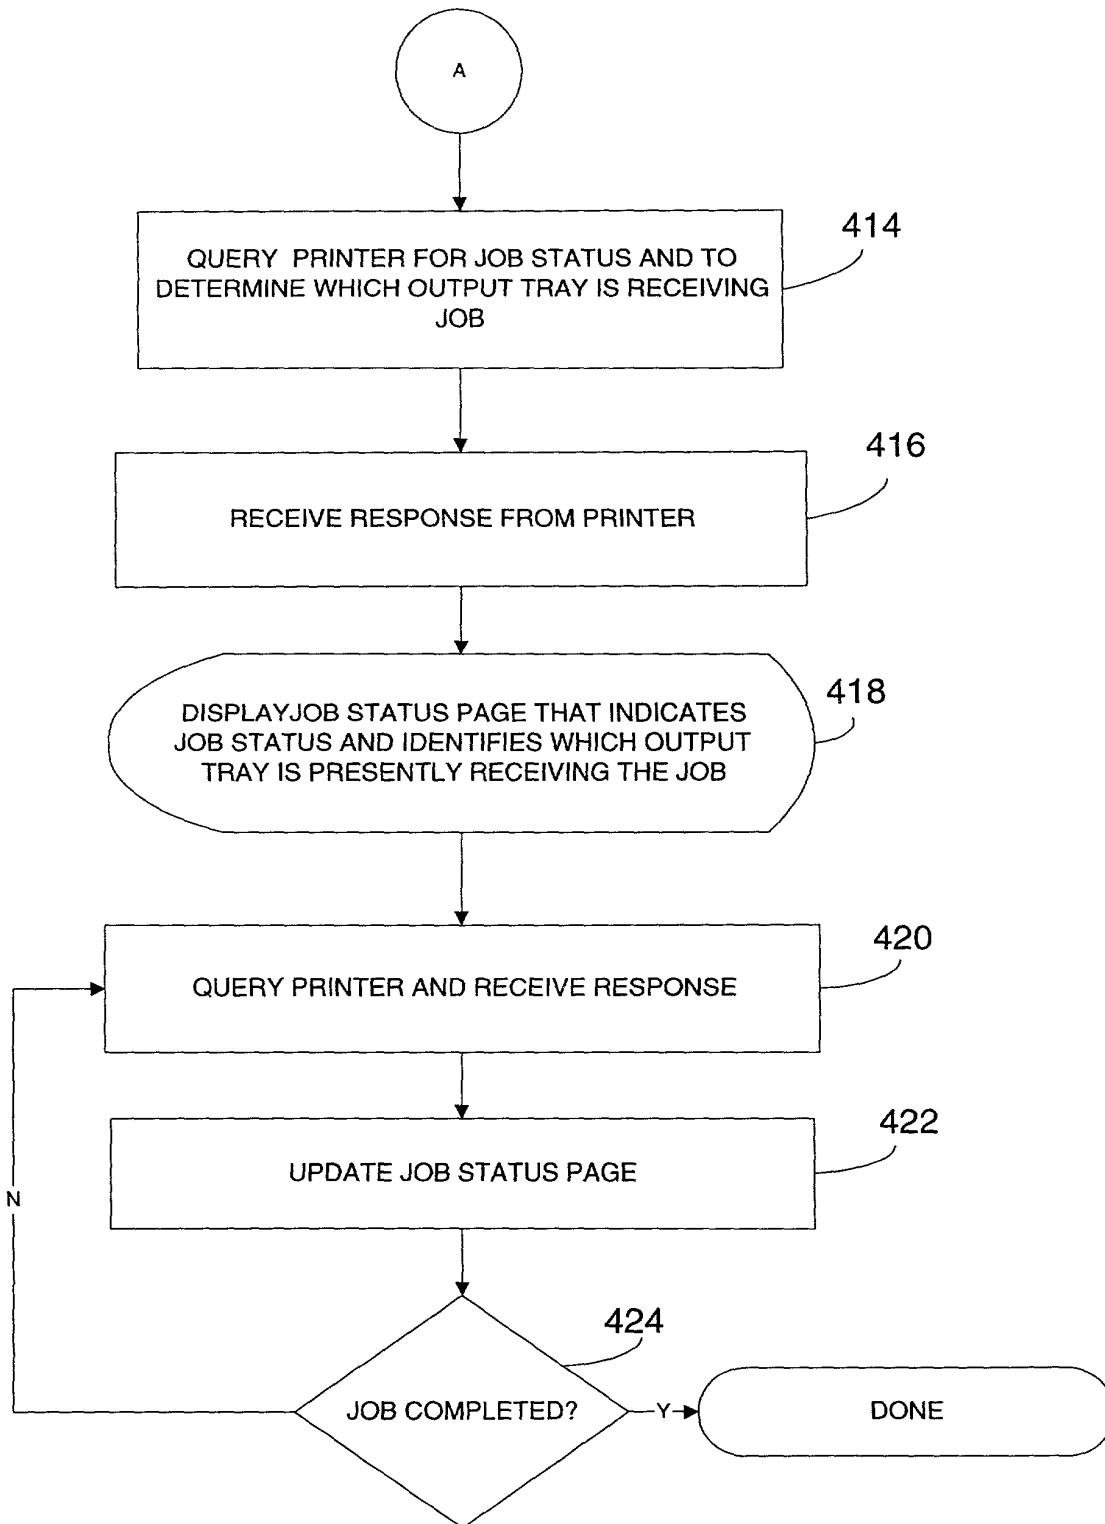 A
414
QUERY PRINTER FOR JOB STATUS AND TO
DETERMINE WHICH OUTPUT TRAY IS RECEIVING
JOB
416
RECEIVE RESPONSE FROM PRINTER
418
DISPLAYJOB STATUS PAGE THAT INDICATES
JOB STATUS AND IDENTIFIES WHICH OUTPUT
TRAY IS PRESENTLY RECEIVING THE JOB
420
QUERY PRINTER AND RECEIVE RESPONSE
422
UPDATE JOB STATUS PAGE
N
424
JOB COMPLETED?
Y
DONE